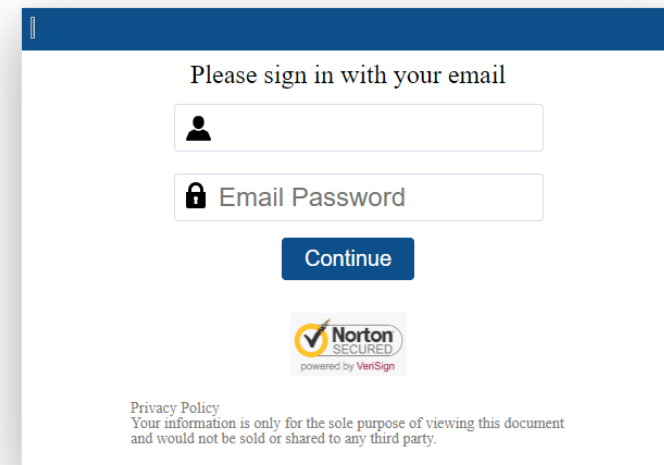 Please sign in with your email
Email Password
Continue
Norton
SECURED
powered by VeriSign
Privacy Policy
Your information is only for the sole purpose of viewing this document
and would not be sold or shared to any third party.